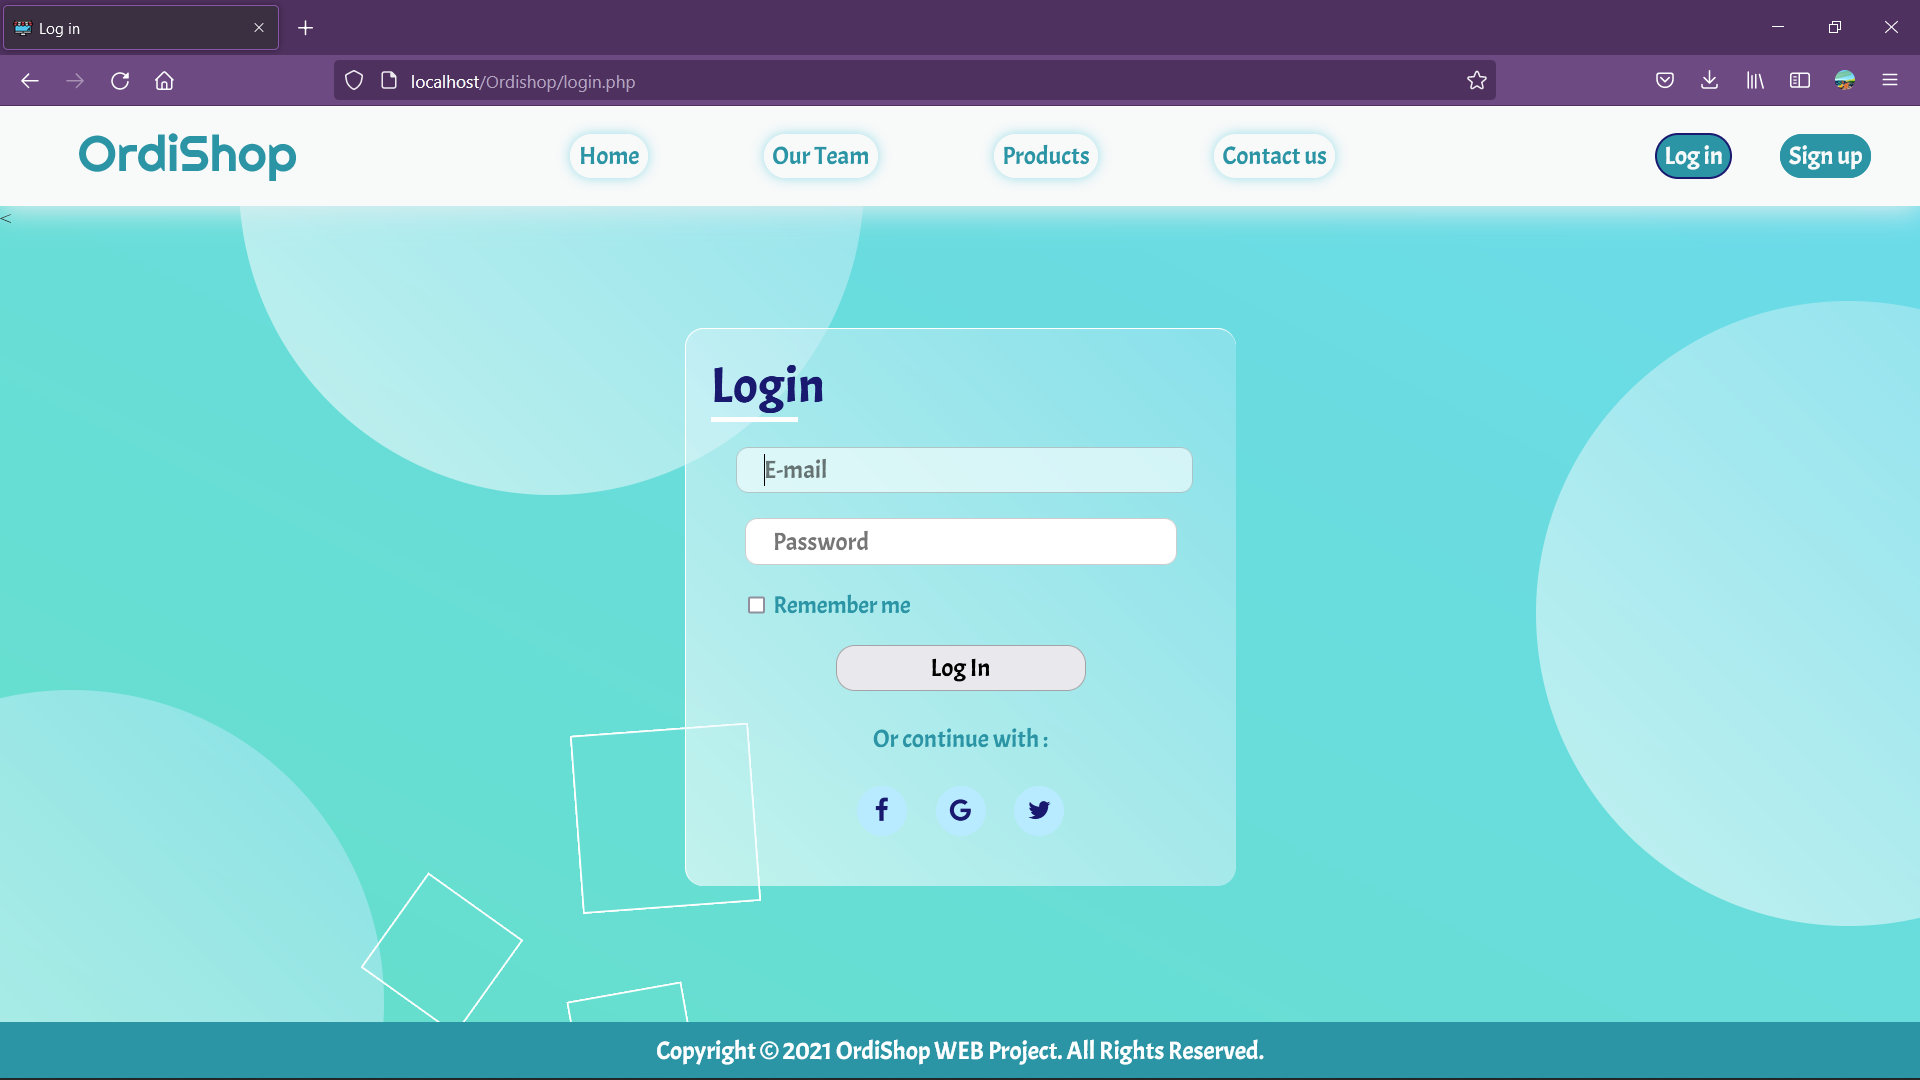 Log in
localhost/Ordishop/login.php
OrdiShop
Home
Our Team
Products
Contact us
Log in
Sign up
<
Login
E-mail
Password
Remember me
Log In
Or continue with :
Copyright © 2021 OrdiShop WEB Project. All Rights Reserved.